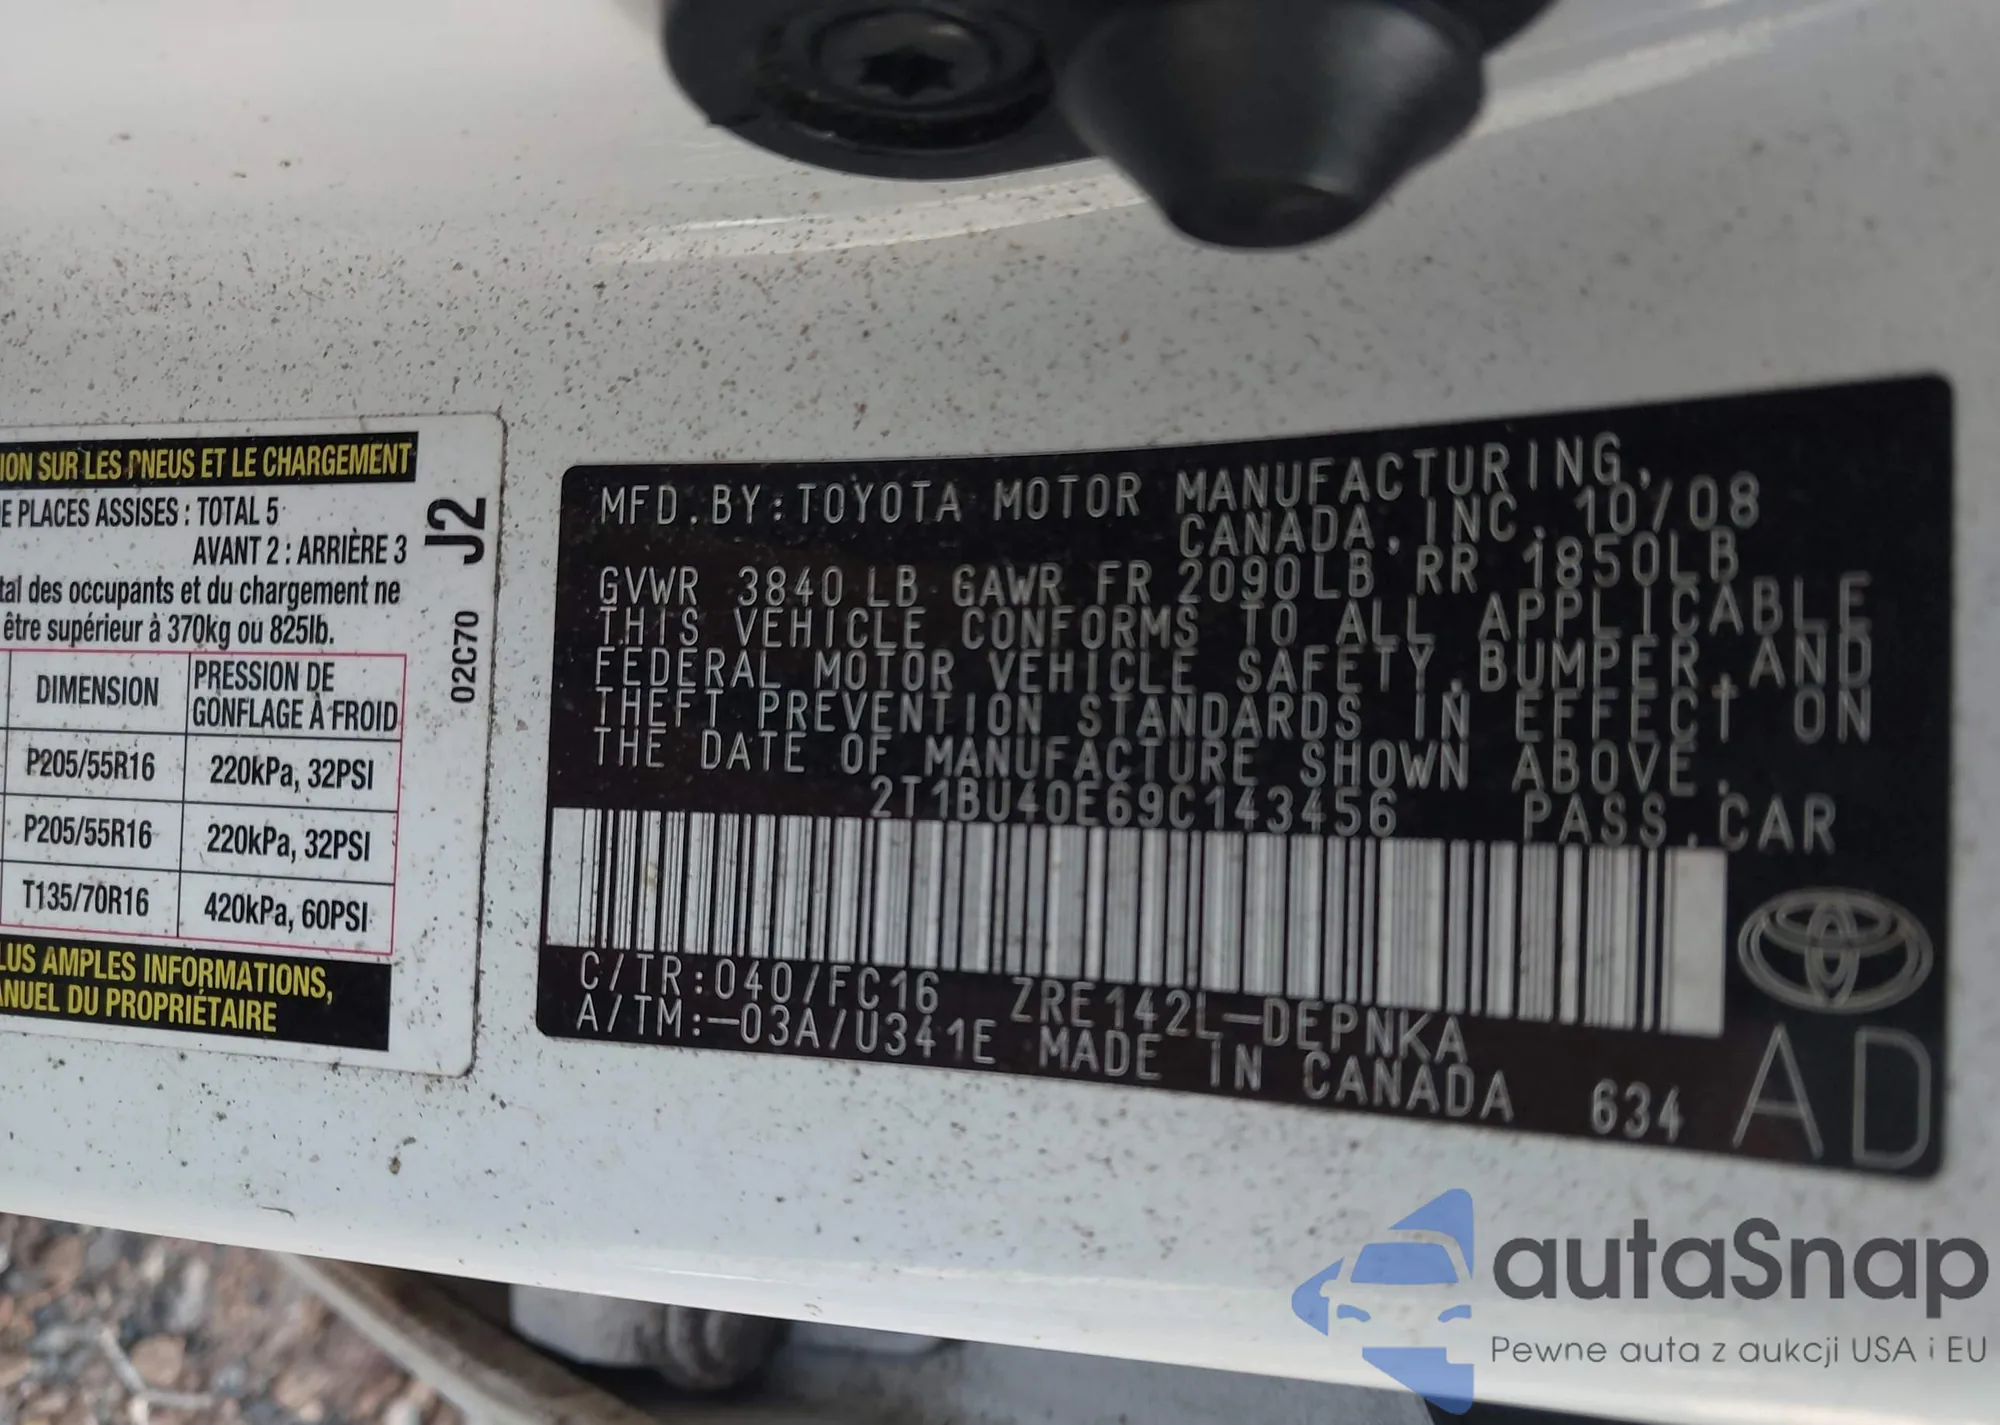 ION SUR LES PNEUS ET LE CHARGEMENT
E PLACES ASSISES : TOTAL 5
AVANT 2 : ARRIÈRE 3
tal des occupants et du chargement ne
être supérieur à 370kg ou 825lb.
DIMENSION PRESSION DE GONFLAGE À FROID
P205/55R16 220kPa, 32PSI
P205/55R16 220kPa, 32PSI
T135/70R16 420kPa, 60PSI
LUS AMPLES INFORMATIONS,
ANUEL DU PROPRIÉTAIRE
J2
02C70
MFD.BY:TOYOTA MOTOR MANUFACTURING,
CANADA, INC. 10/08
GVWR 3840 LB GAWR FR 2090LB RR 1850LB
THIS VEHICLE CONFORMS TO ALL APPLICABLE
FEDERAL MOTOR VEHICLE SAFETY, BUMPER, AND
THEFT PREVENTION STANDARDS IN EFFECT ON
THE DATE OF MANUFACTURE SHOWN ABOVE.
2T1BU40E69C143456 PASS.CAR
C/TR:040/FC16 ZRE142L-DEPNKA
A/TM:-03A/U341E MADE IN CANADA 634
AD
autaSnap
Pewne auta z aukcji USA i EU